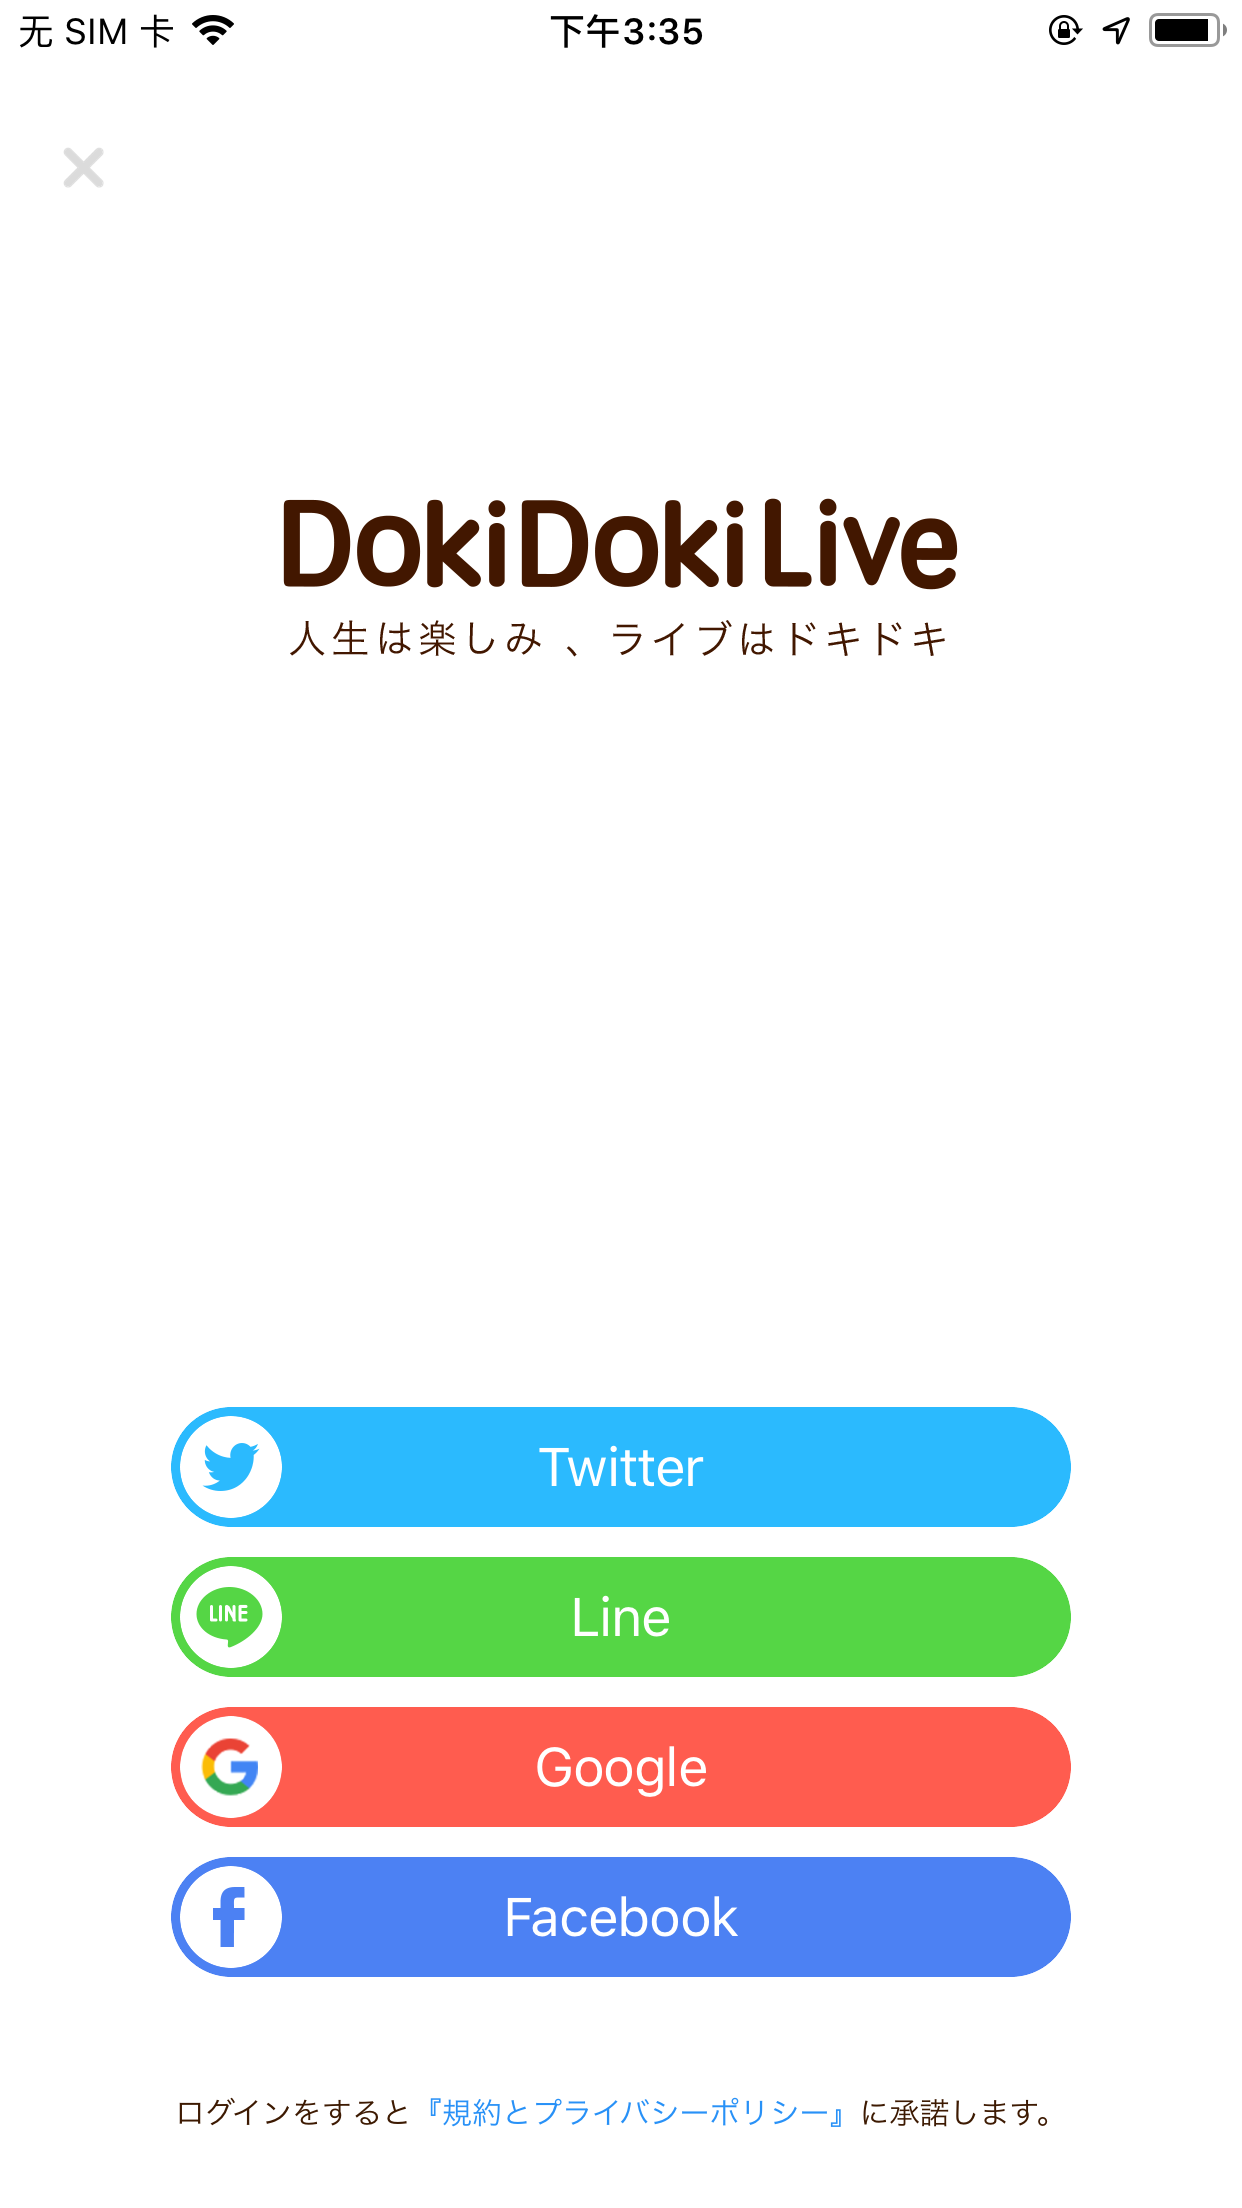 无 SIM 卡 下午3:35
DokiDoki Live
人生は楽しみ 、ライブはドキドキ
Twitter
LINE Line
Google
Facebook
ログインをすると『規約とプライバシーポリシー』に承諾します。